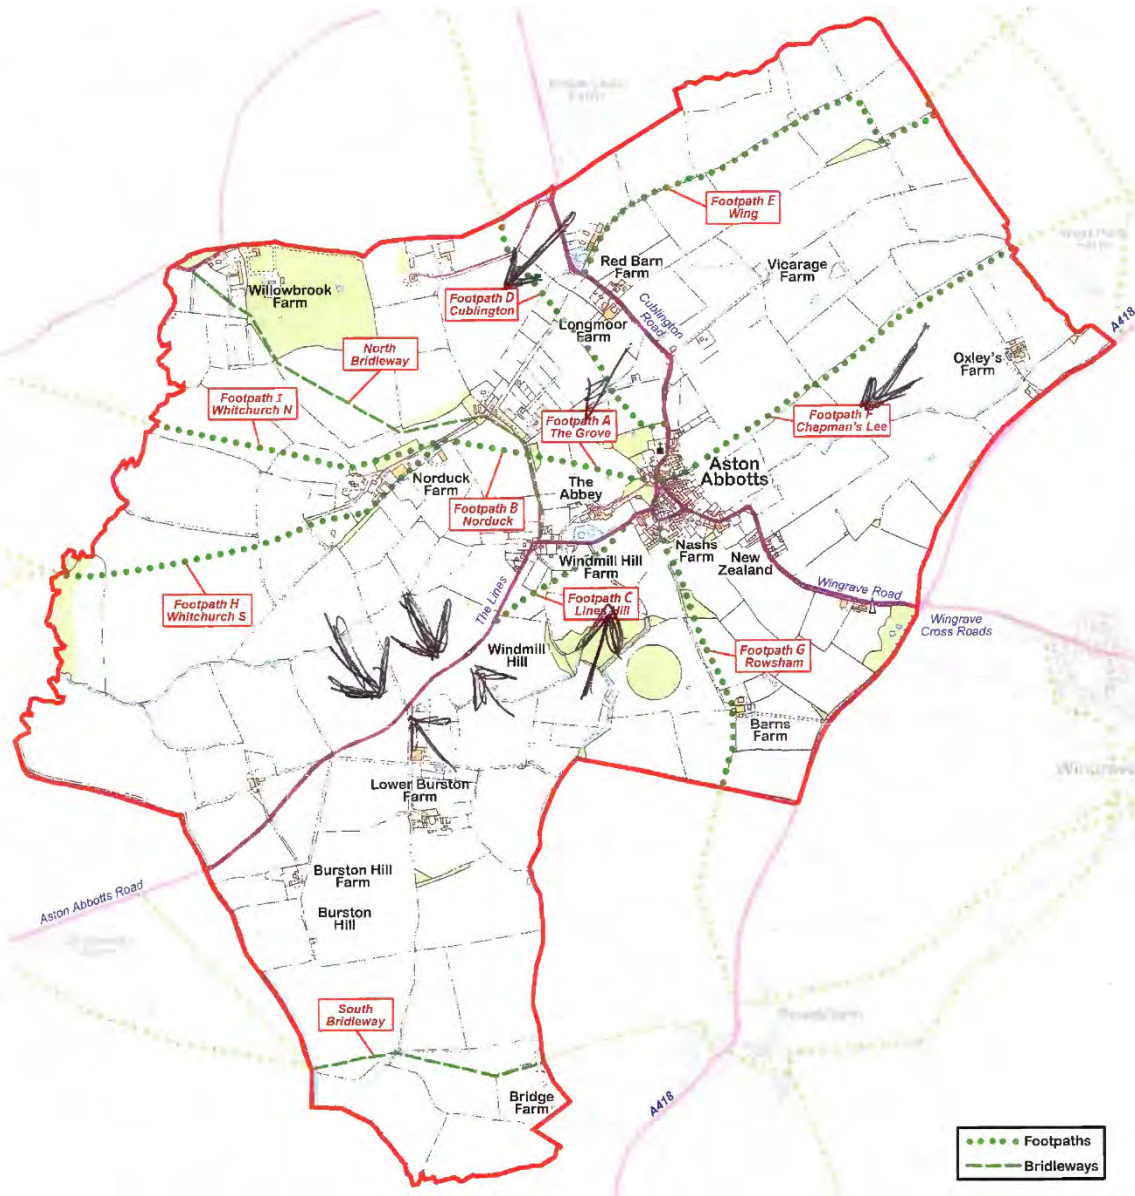 Footpath E
Wing
Red Barn
Farm
Vicarage
Farm
Willowbrook
Farm
Footpath D
Cublington
Longmoor
Farm
Cublington
Road
A418
North
Bridleway
Oxley's
Farm
Footpath I
Whitchurch N
Footpath A
The Grove
Footpath F
Chapman's Lee
Aston
Abbotts
Norduck
Farm
The
Abbey
Footpath B
Norduck
Nashs
Farm
New
Zealand
Windmill Hill
Farm
The Lines
Wingrave Road
Footpath H
Whitchurch S
Footpath C
Lines Hill
Wingrave
Cross Roads
Windmill
Hill
Footpath G
Rowsham
Barns
Farm
Wingrave
Lower Burston
Farm
Burston Hill
Farm
Aston Abbotts Road
Burston
Hill
South
Bridleway
Bridge
Farm
A418
Footpaths
Bridleways